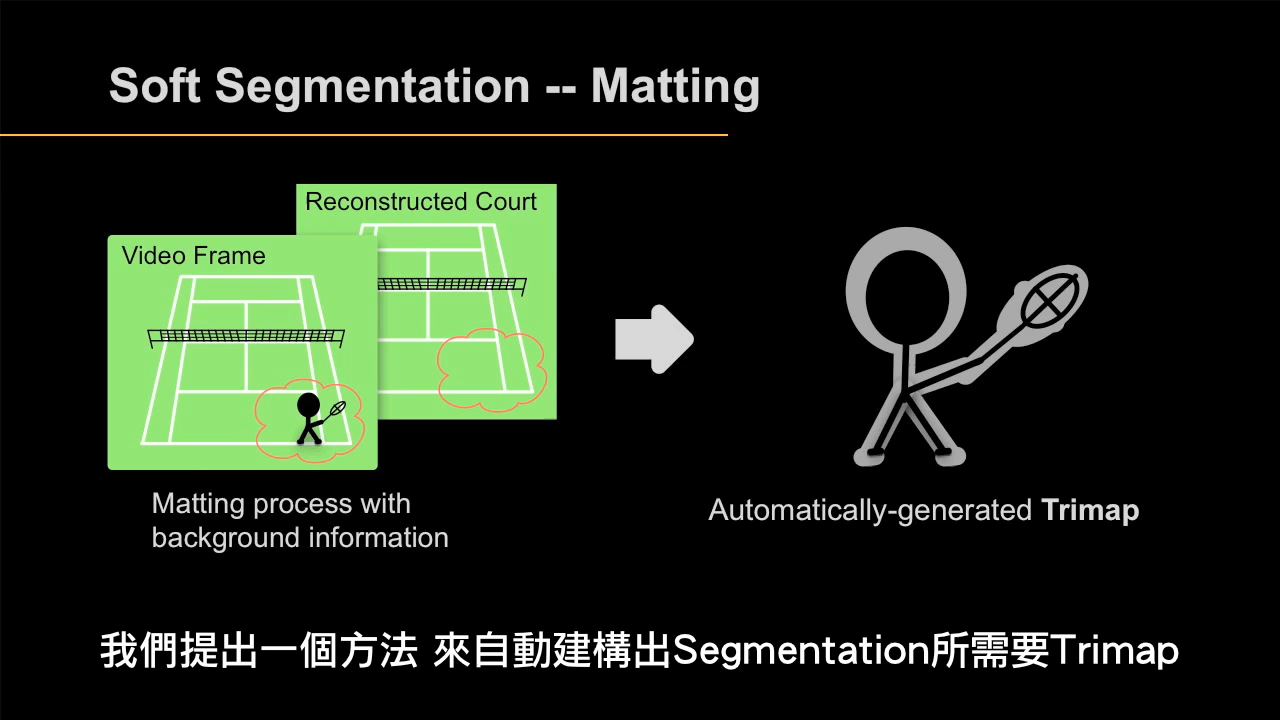 Soft Segmentation -- Matting
Reconstructed Court
Video Frame
Matting process with
background information
Automatically-generated Trimap
我們提出一個方法 來自動建構出Segmentation所需要Trimap